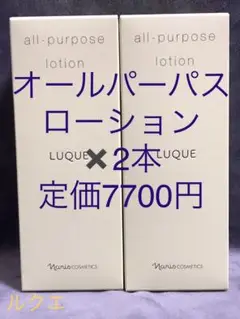 all-purpose
lotion
all-purpose
lotion
オールパーパス
ローション
LUQUE
LUQUE
✖️2本
定価7700円
naris COSMETICS
naris COSMETICS
ルクエ